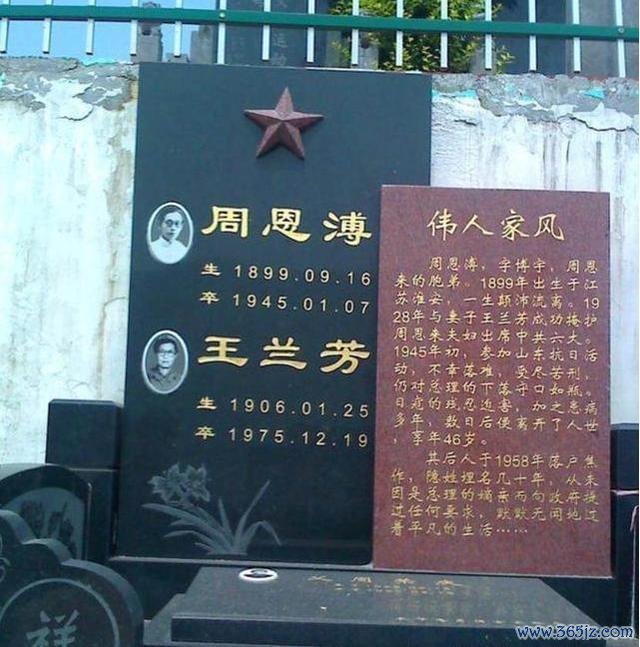 周恩溥
生 1899.09.16
卒 1945.01.07
王兰芳
生 1906.01.25
卒 1975.12.19
伟人家风
周恩溥，字博宇，周恩
来的胞弟。1899年出生于江
苏淮安，一生颠沛流离。19
28年与妻子王兰芳成功掩护
周恩来夫妇出席中共六大。
1945年初，参加山东抗日活
动，不幸落难，受尽苦刑，
仍对总理的下落守口如瓶。
日寇的残忍迫害，加之患病
多年，数日后便离开了人世
，享年46岁。
其后人于1958年落户焦
作，隐姓埋名几十年，从未
因是总理的嫡亲而向政府提
过任何要求，默默无闻地过
着平凡的生活……
祥
www.365jz.com